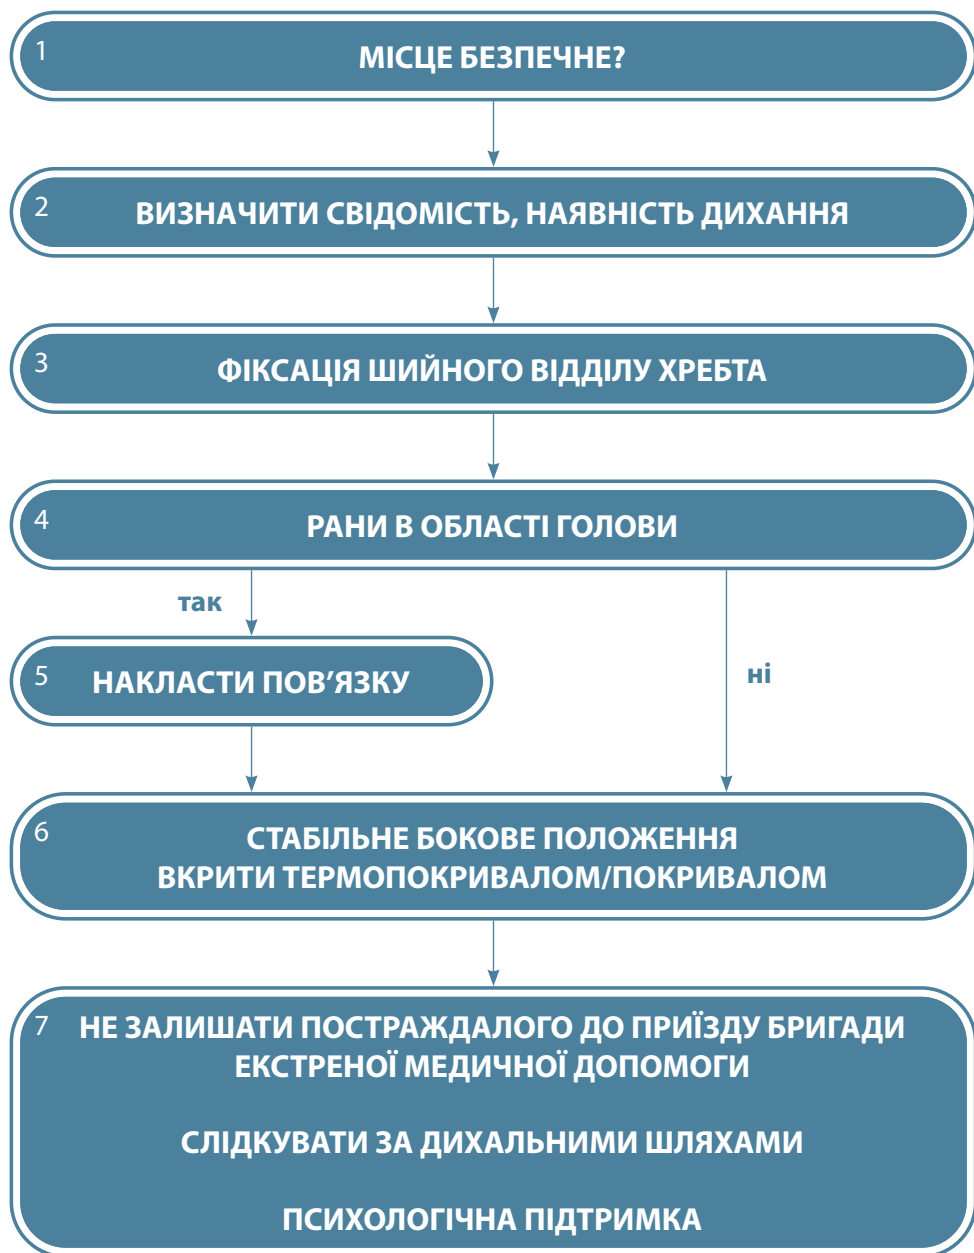 1
МІСЦЕ БЕЗПЕЧНЕ?
2
ВИЗНАЧИТИ СВІДОМІСТЬ, НАЯВНІСТЬ ДИХАННЯ
3
ФІКСАЦІЯ ШИЙНОГО ВІДДІЛУ ХРЕБТА
4
РАНИ В ОБЛАСТІ ГОЛОВИ
так
5
НАКЛАСТИ ПОВ’ЯЗКУ
ні
6
СТАБІЛЬНЕ БОКОВЕ ПОЛОЖЕННЯ
ВКРИТИ ТЕРМОПОКРИВАЛОМ/ПОКРИВАЛОМ
7
НЕ ЗАЛИШАТИ ПОСТРАЖДАЛОГО ДО ПРИЇЗДУ БРИГАДИ
ЕКСТРЕНОЇ МЕДИЧНОЇ ДОПОМОГИ
СЛІДКУВАТИ ЗА ДИХАЛЬНИМИ ШЛЯХАМИ
ПСИХОЛОГІЧНА ПІДТРИМКА